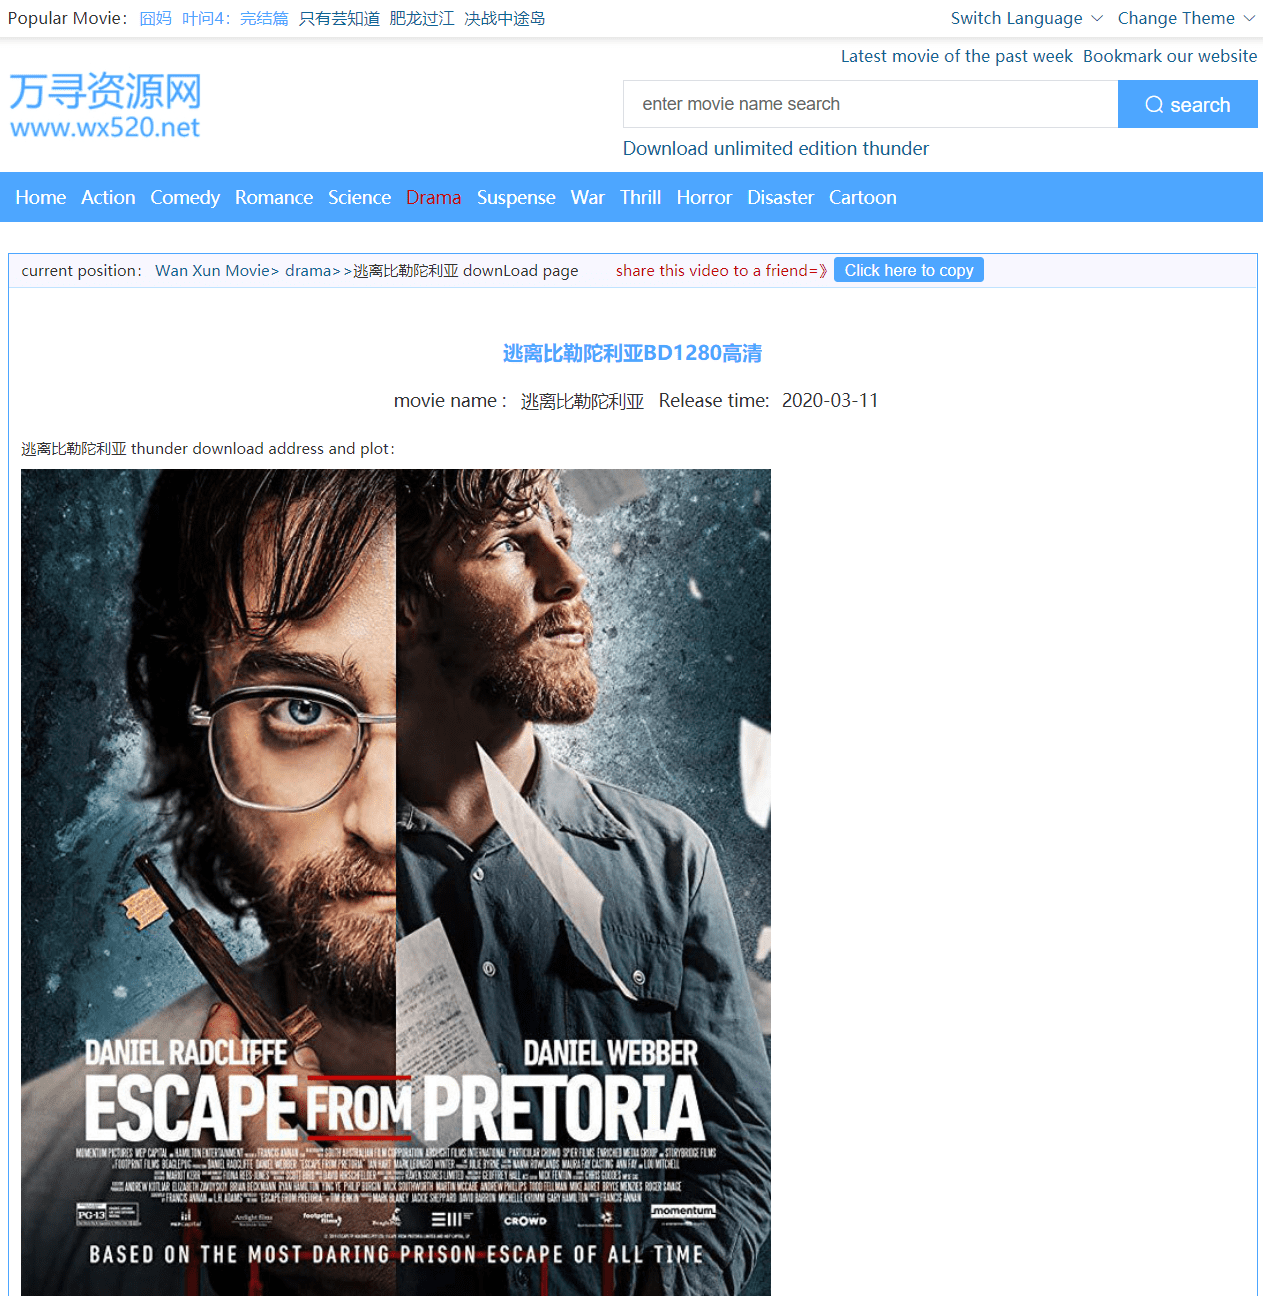 Popular Movie： 囧妈 叶问4：完结篇 只有芸知道 肥龙过江 决战中途岛 Switch Language Change Theme
Latest movie of the past week Bookmark our website
万寻资源网
www.wx520.net
enter movie name search search
Download unlimited edition thunder
Home Action Comedy Romance Science Drama Suspense War Thrill Horror Disaster Cartoon
current position： Wan Xun Movie> drama>>逃离比勒陀利亚 downLoad page share this video to a friend=》 Click here to copy
逃离比勒陀利亚BD1280高清
movie name： 逃离比勒陀利亚 Release time: 2020-03-11
逃离比勒陀利亚 thunder download address and plot：
DANIEL RADCLIFFE DANIEL WEBBER
ESCAPE FROM PRETORIA
PG-13
footprint films
CROWD
momentum
BASED ON THE MOST DARING PRISON ESCAPE OF ALL TIME